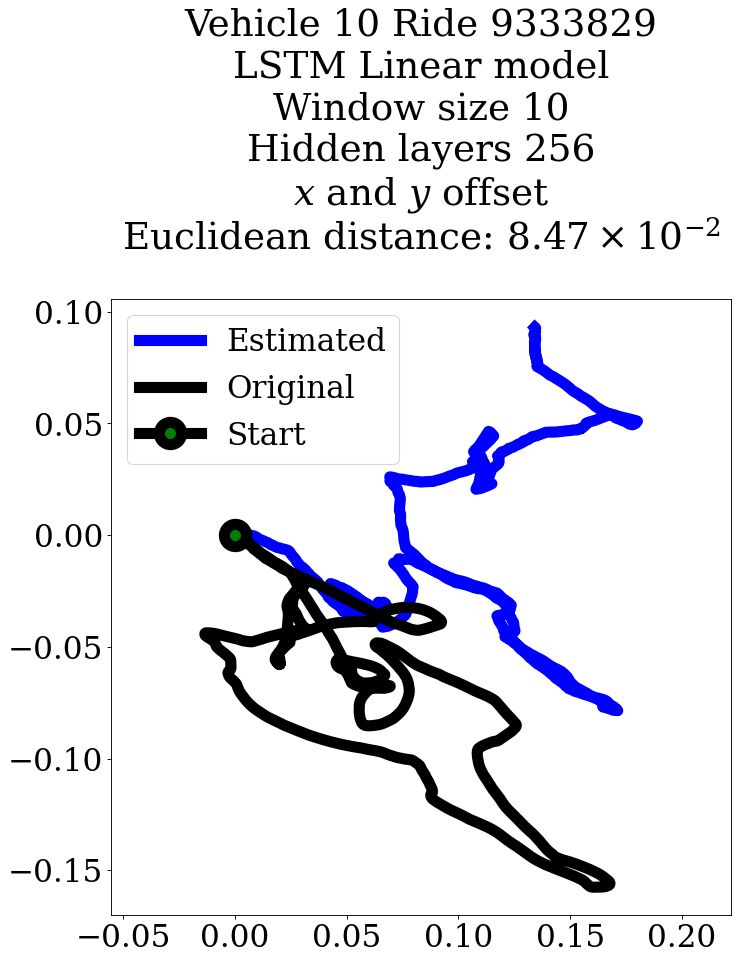 Vehicle 10 Ride 9333829
LSTM Linear model
Window size 10
Hidden layers 256
x and y offset
Euclidean distance: 8.47 × 10⁻²
Estimated
Original
Start
0.10
0.05
0.00
−0.05
−0.10
−0.15
−0.05 0.00 0.05 0.10 0.15 0.20